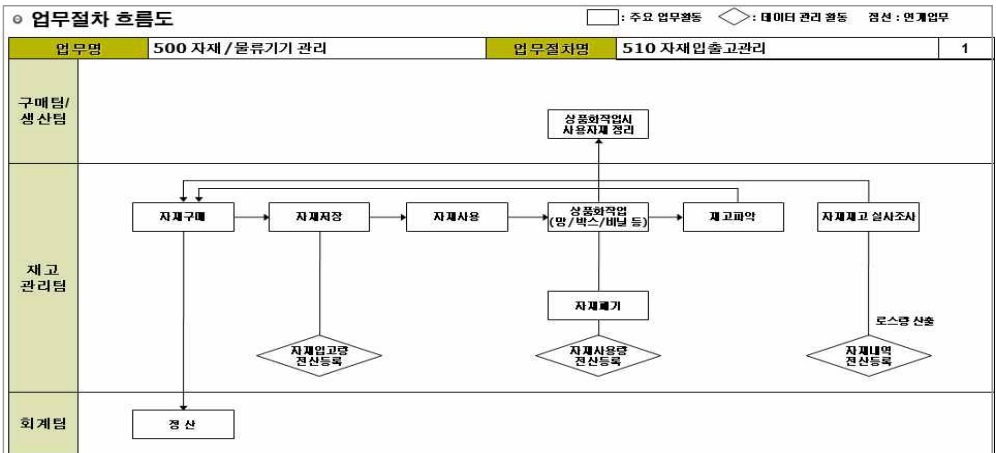 업무절차 흐름도
: 주요 업무활동 : 데이터 관리 활동 점선 : 연계업무
업무명 500 자재/물류기기 관리 업무절차명 510 자재입출고관리 1
구매팀/
생산팀
상품화작업시
사용자재 정리
재고
관리팀
자재구매 자재저장 자재사용
상품화작업
(망/박스/비닐 등)
재고파악 자재재고 실사조사
자재폐기
로스량 산출
자재입고량
전산등록
자재사용량
전산등록
자재내역
전산등록
회계팀
정 산